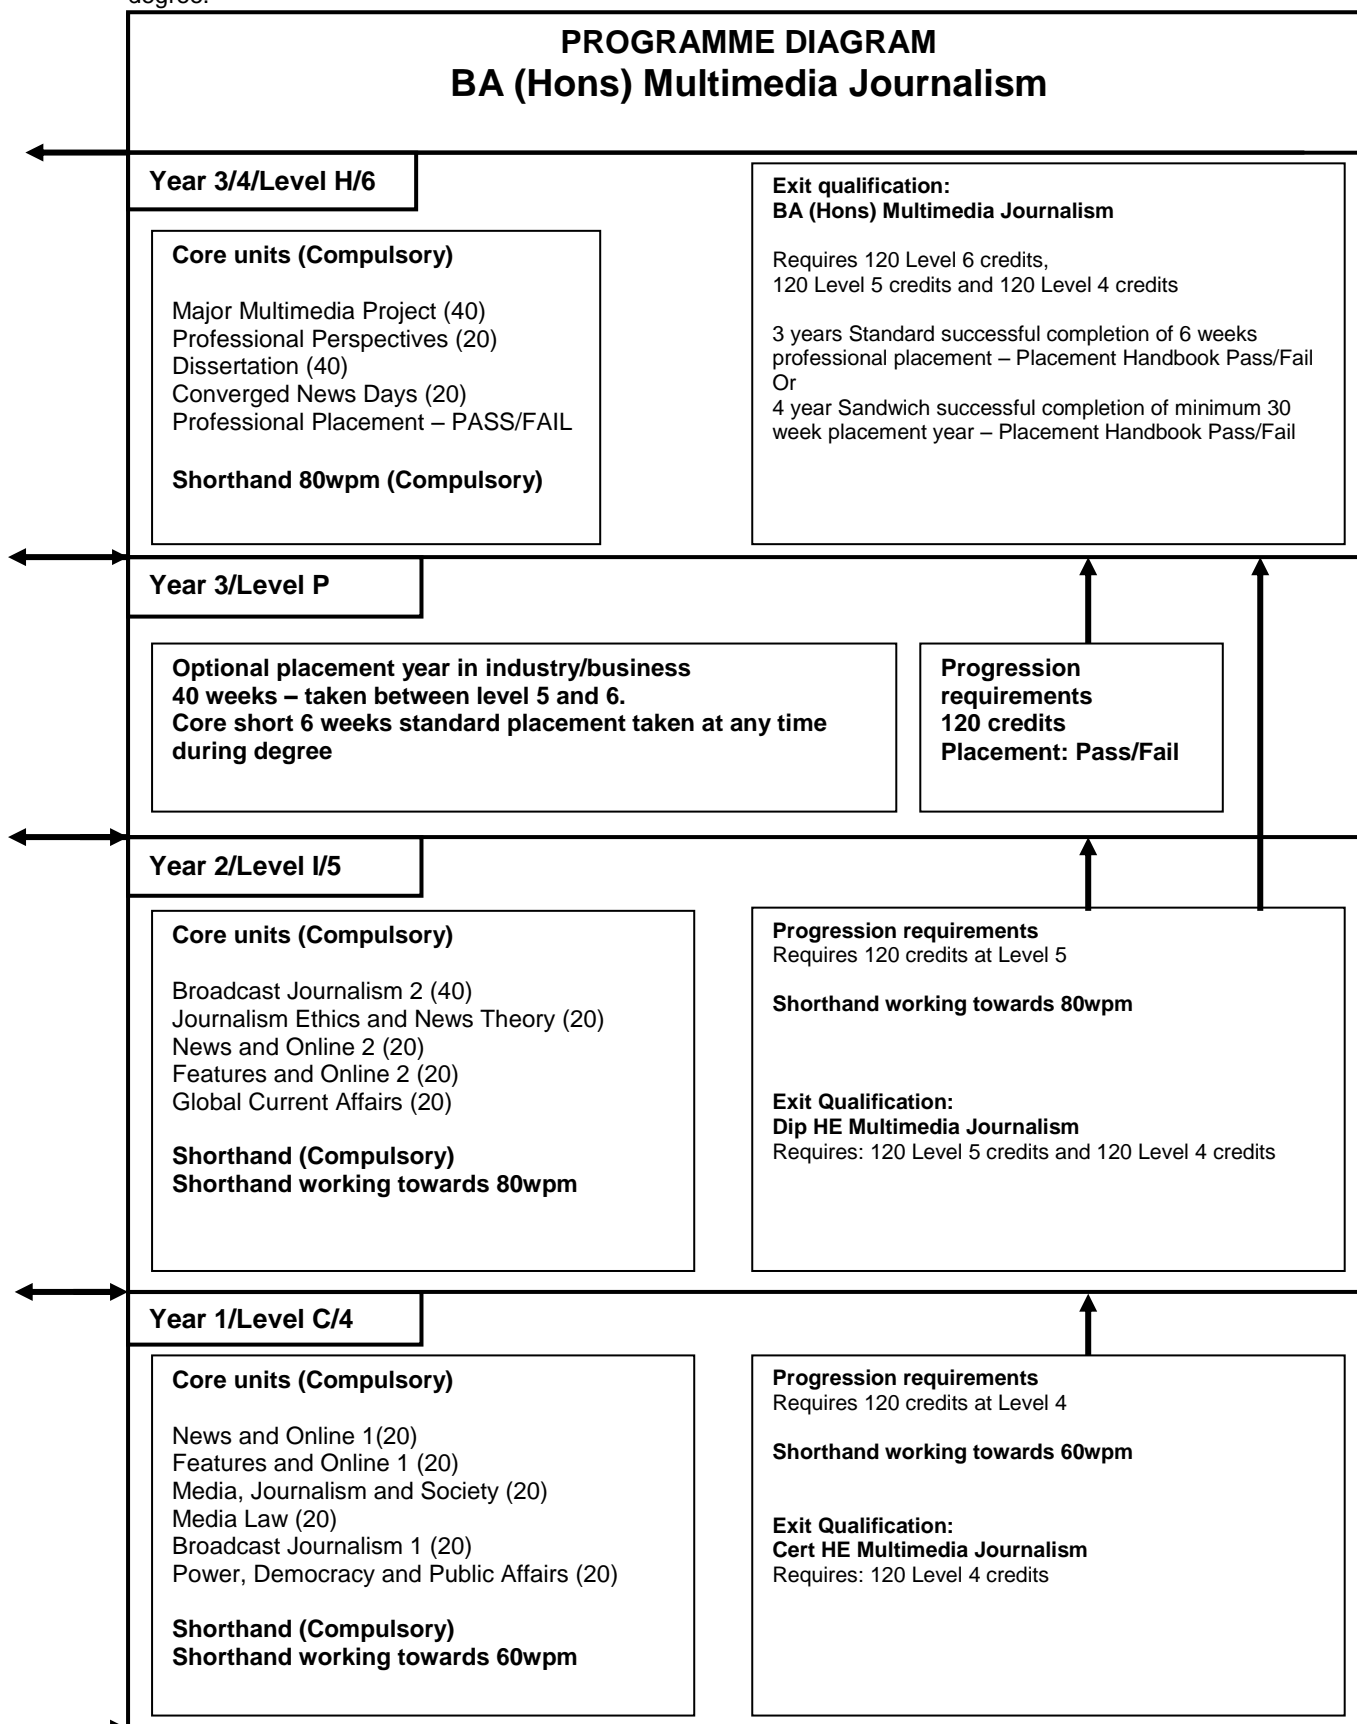 degree.
PROGRAMME DIAGRAM
BA (Hons) Multimedia Journalism
Year 3/4/Level H/6
Core units (Compulsory)
Major Multimedia Project (40)
Professional Perspectives (20)
Dissertation (40)
Converged News Days (20)
Professional Placement – PASS/FAIL
Shorthand 80wpm (Compulsory)
Exit qualification:
BA (Hons) Multimedia Journalism
Requires 120 Level 6 credits,
120 Level 5 credits and 120 Level 4 credits
3 years Standard successful completion of 6 weeks
professional placement – Placement Handbook Pass/Fail
Or
4 year Sandwich successful completion of minimum 30
week placement year – Placement Handbook Pass/Fail
Year 3/Level P
Optional placement year in industry/business
40 weeks – taken between level 5 and 6.
Core short 6 weeks standard placement taken at any time
during degree
Progression
requirements
120 credits
Placement: Pass/Fail
Year 2/Level I/5
Core units (Compulsory)
Broadcast Journalism 2 (40)
Journalism Ethics and News Theory (20)
News and Online 2 (20)
Features and Online 2 (20)
Global Current Affairs (20)
Shorthand (Compulsory)
Shorthand working towards 80wpm
Progression requirements
Requires 120 credits at Level 5
Shorthand working towards 80wpm
Exit Qualification:
Dip HE Multimedia Journalism
Requires: 120 Level 5 credits and 120 Level 4 credits
Year 1/Level C/4
Core units (Compulsory)
News and Online 1(20)
Features and Online 1 (20)
Media, Journalism and Society (20)
Media Law (20)
Broadcast Journalism 1 (20)
Power, Democracy and Public Affairs (20)
Shorthand (Compulsory)
Shorthand working towards 60wpm
Progression requirements
Requires 120 credits at Level 4
Shorthand working towards 60wpm
Exit Qualification:
Cert HE Multimedia Journalism
Requires: 120 Level 4 credits